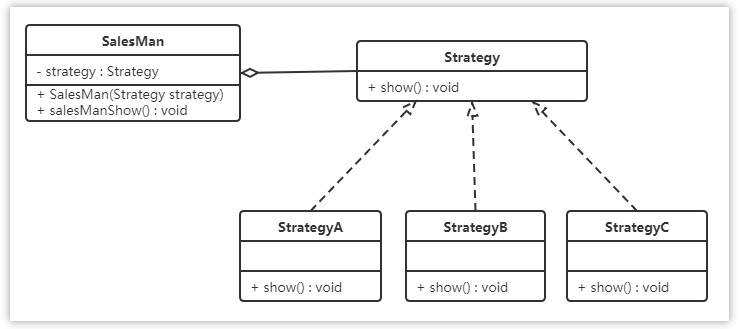 SalesMan
- strategy : Strategy
+ SalesMan(Strategy strategy)
+ salesManShow() : void
Strategy
+ show() : void
StrategyA
+ show() : void
StrategyB
+ show() : void
StrategyC
+ show() : void